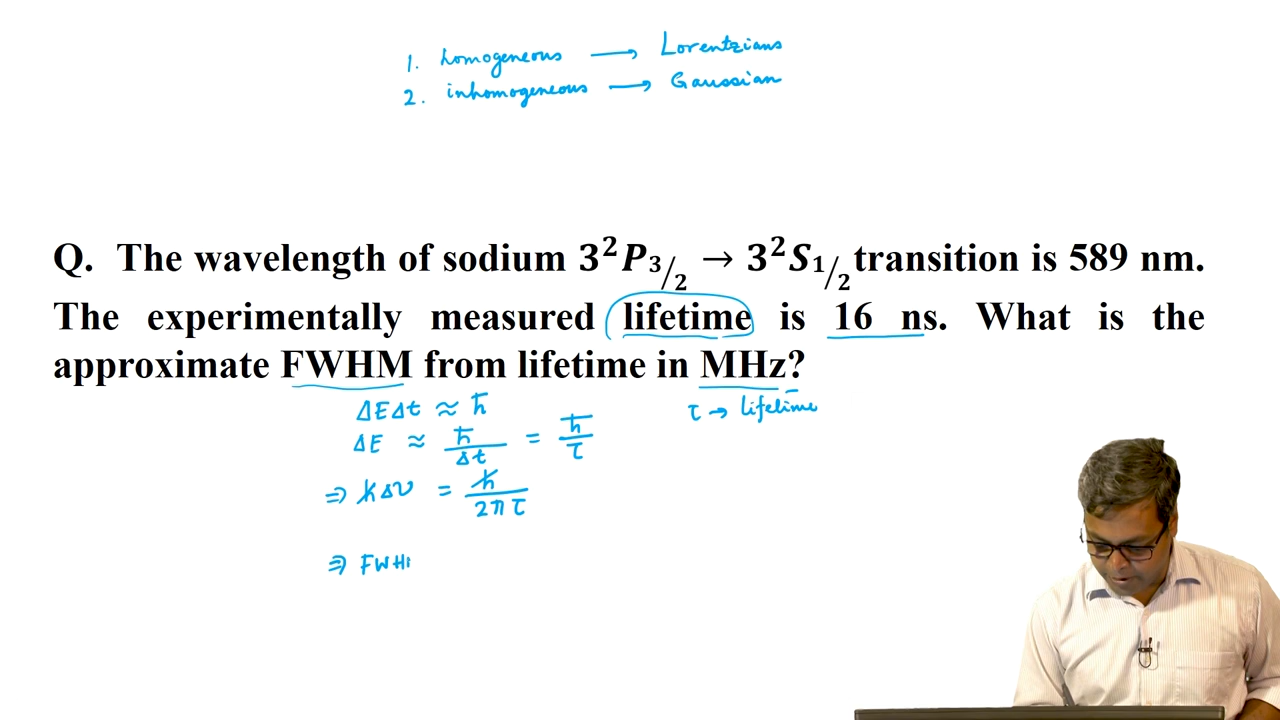 1. homogeneous → Lorentzians
2. inhomogeneous → Gaussian
Q. The wavelength of sodium 3²P₃/₂ → 3²S₁/₂ transition is 589 nm.
The experimentally measured lifetime is 16 ns. What is the
approximate FWHM from lifetime in MHz?
ΔEΔt ≈ ħ
τ → lifetime
ΔE ≈ ħ/Δt = ħ/τ
⇒ hΔν = h/2πτ
⇒ FWHI